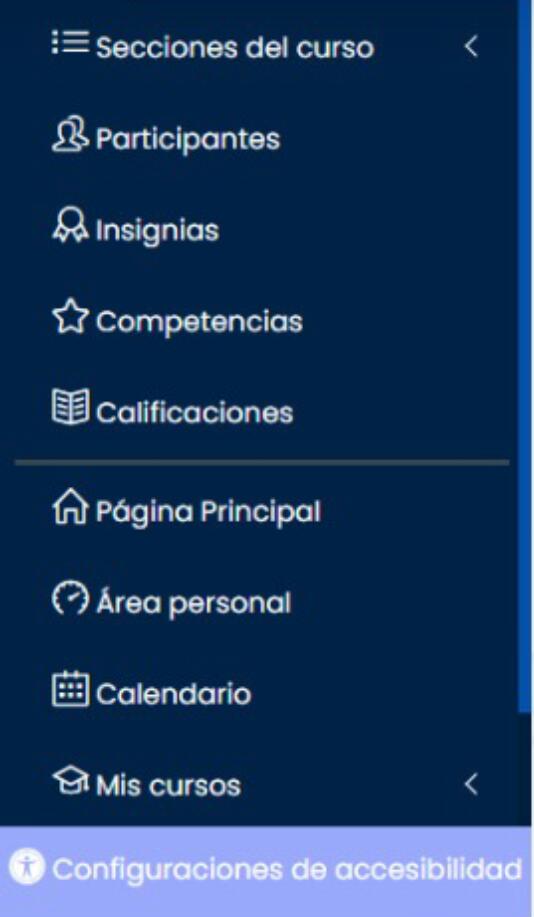 Secciones del curso
Participantes
Insignias
Competencias
Calificaciones
Página Principal
Área personal
Calendario
Mis cursos
Configuraciones de accesibilidad